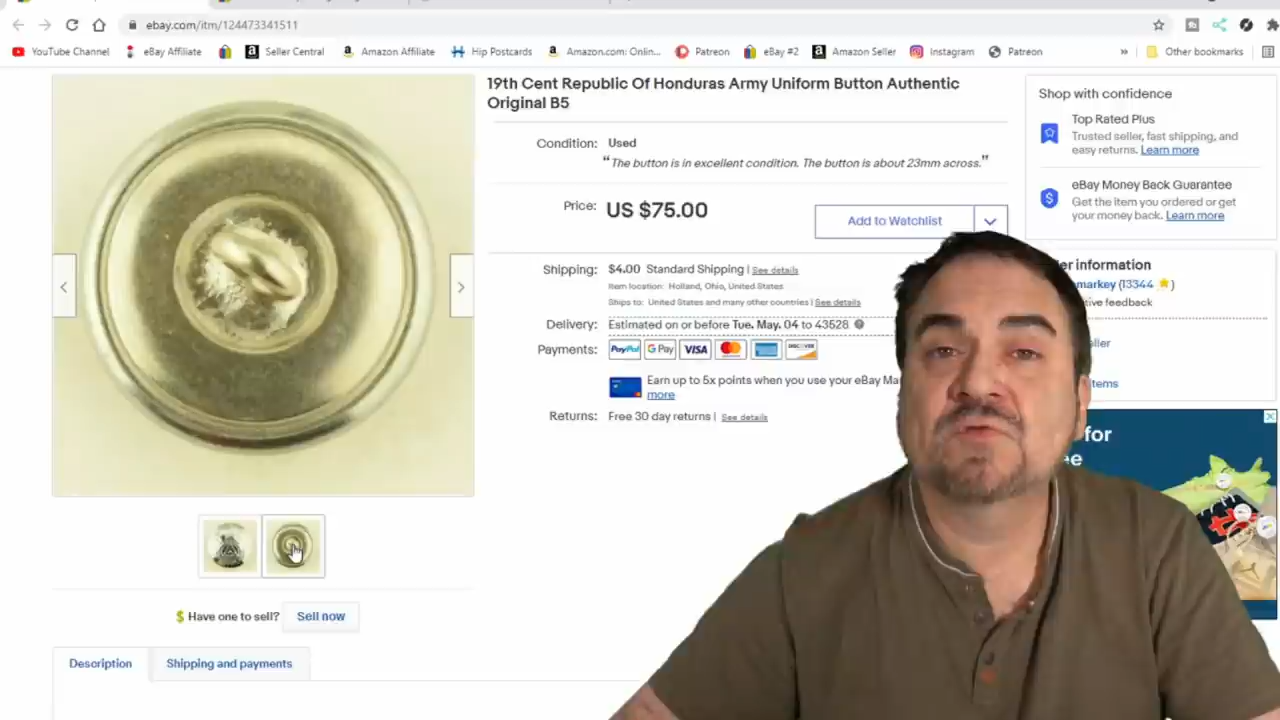 ebay.com/itm/124473341511
YouTube Channel eBay Affiliate Seller Central Amazon Affiliate Hip Postcards Amazon.com: Onlin... Patreon eBay #2 Amazon Seller Instagram Patreon » Other bookmarks
19th Cent Republic Of Honduras Army Uniform Button Authentic
Original B5
Condition: Used
“The button is in excellent condition. The button is about 23mm across.”
Price: US $75.00
Add to Watchlist
Shipping: $4.00 Standard Shipping | See details
Item location: Holland, Ohio, United States
Ships to: United States and many other countries | See details
Delivery: Estimated on or before Tue. May. 04 to 43528
Payments: PayPal G Pay VISA DISCOVER
Earn up to 5x points when you use your eBay Ma
more
Returns: Free 30 day returns | See details
Shop with confidence
Top Rated Plus
Trusted seller, fast shipping, and
easy returns. Learn more
eBay Money Back Guarantee
Get the item you ordered or get
your money back. Learn more
er information
markey (13344 )
tive feedback
eller
items
for
ee
$ Have one to sell? Sell now
Description Shipping and payments